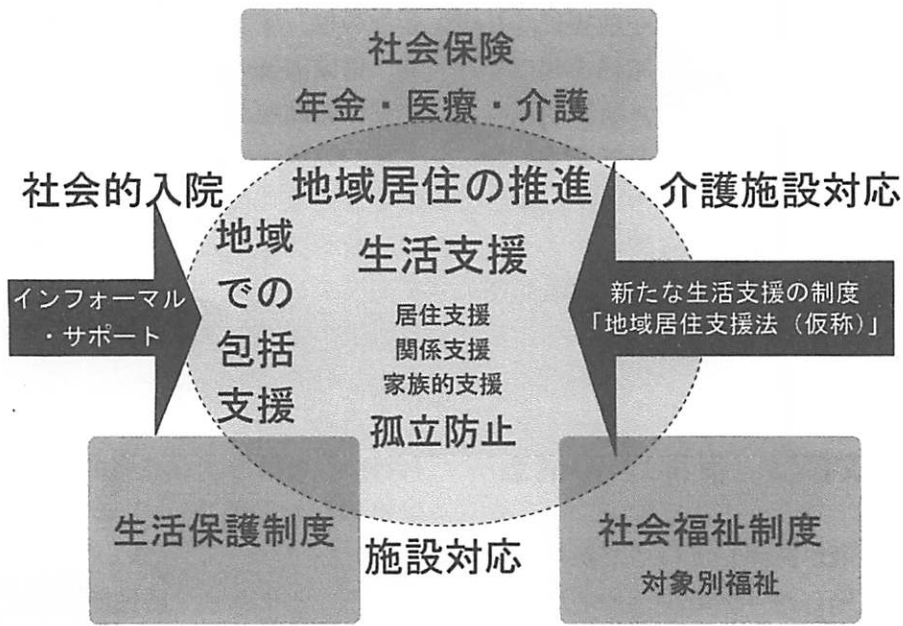 社会保険
年金・医療・介護
社会的入院
地域居住の推進
介護施設対応
地域
での
包括
支援
生活支援
居住支援
関係支援
家族的支援
孤立防止
インフォーマル
・サポート
新たな生活支援の制度
「地域居住支援法（仮称）」
生活保護制度
施設対応
社会福祉制度
対象別福祉